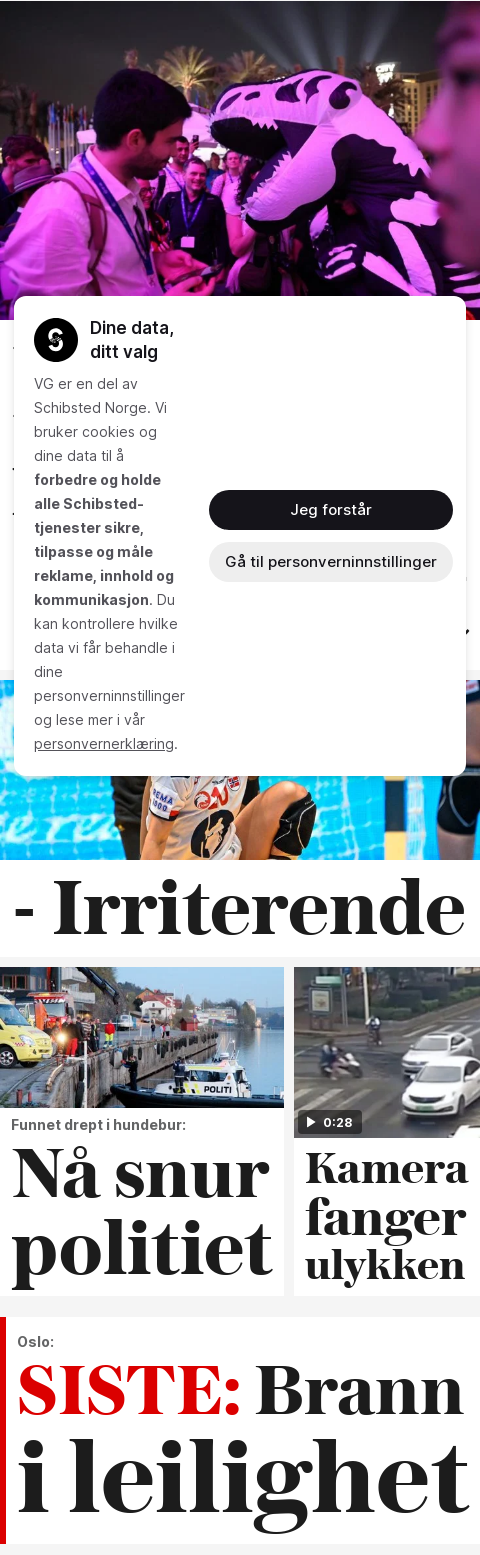 Dine data,
ditt valg
VG er en del av
Schibsted Norge. Vi
bruker cookies og
dine data til å
forbedre og holde
alle Schibsted-
tjenester sikre,
tilpasse og måle
reklame, innhold og
kommunikasjon. Du
kan kontrollere hvilke
data vi får behandle i
dine
personverninnstillinger
og lese mer i vår
personvernerklæring.
Jeg forstår
Gå til personverninnstillinger
- Irriterende
POLITI
Funnet drept i hundebur:
Nå snur
politiet
0:28
Kamera
fanger
ulykken
Oslo:
SISTE: Brann
i leilighet